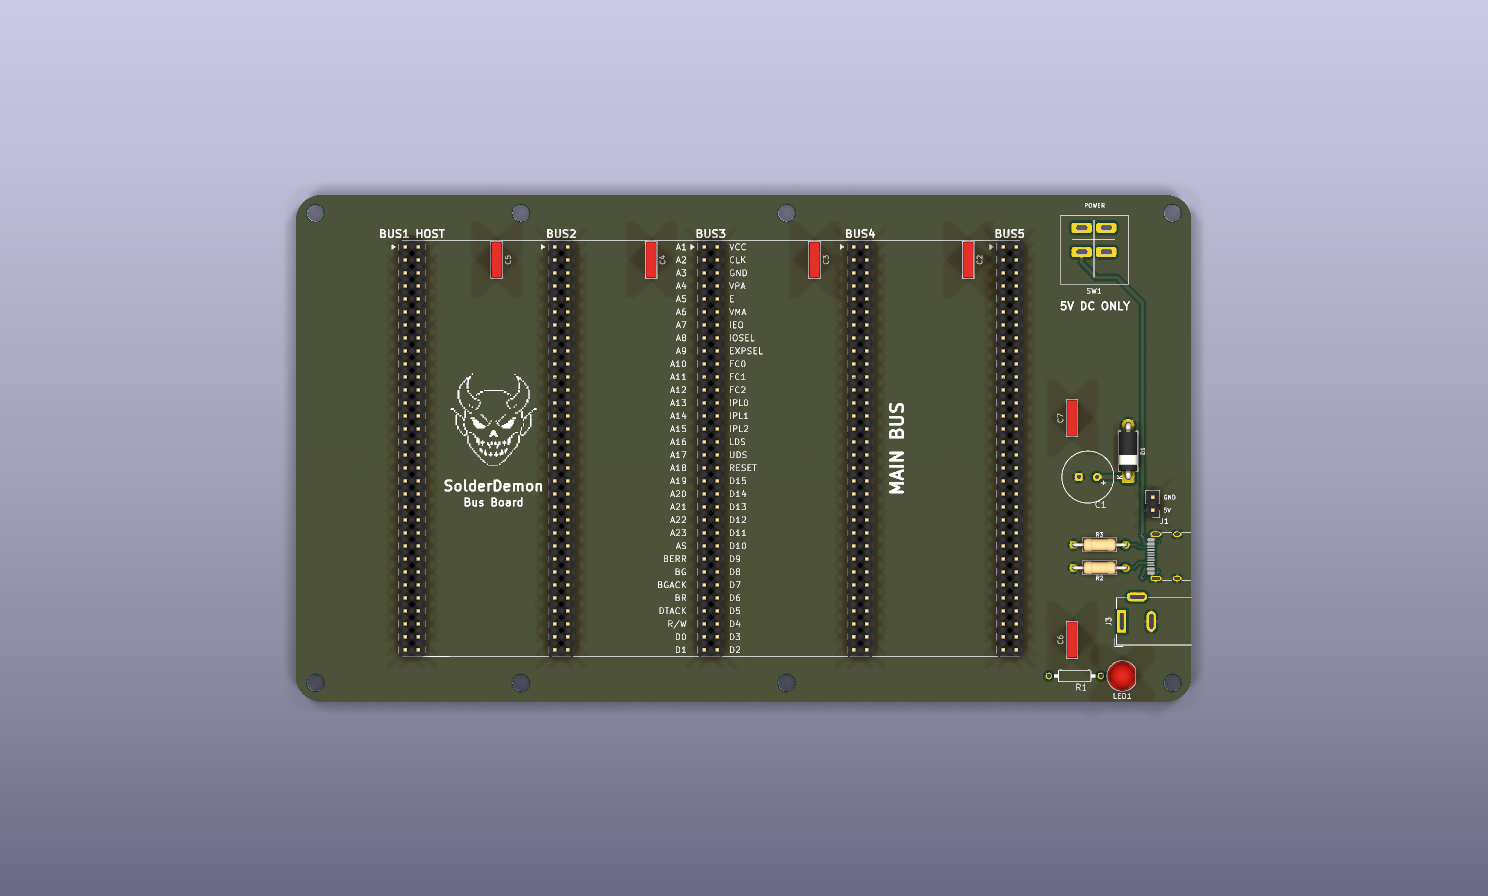 POWER
BUS1 HOST
BUS2
BUS3
BUS4
BUS5
C5
C4
C3
C2
A1 VCC
A2 CLK
A3 GND
A4 VPA
A5 E
A6 VMA
A7 IEQ
A8 IOSEL
A9 EXPSEL
A10 FC0
A11 FC1
A12 FC2
A13 IPL0
A14 IPL1
A15 IPL2
A16 LDS
A17 UDS
A18 RESET
A19 D15
A20 D14
A21 D13
A22 D12
A23 D11
AS D10
BERR D9
BG D8
BGACK D7
BR D6
DTACK D5
R/W D4
D0 D3
D1 D2
SolderDemon
Bus Board
MAIN BUS
SW1
5V DC ONLY
C7
D1
K
+
C1
GND
5V
J1
R3
R2
J3
C6
R1
LED1